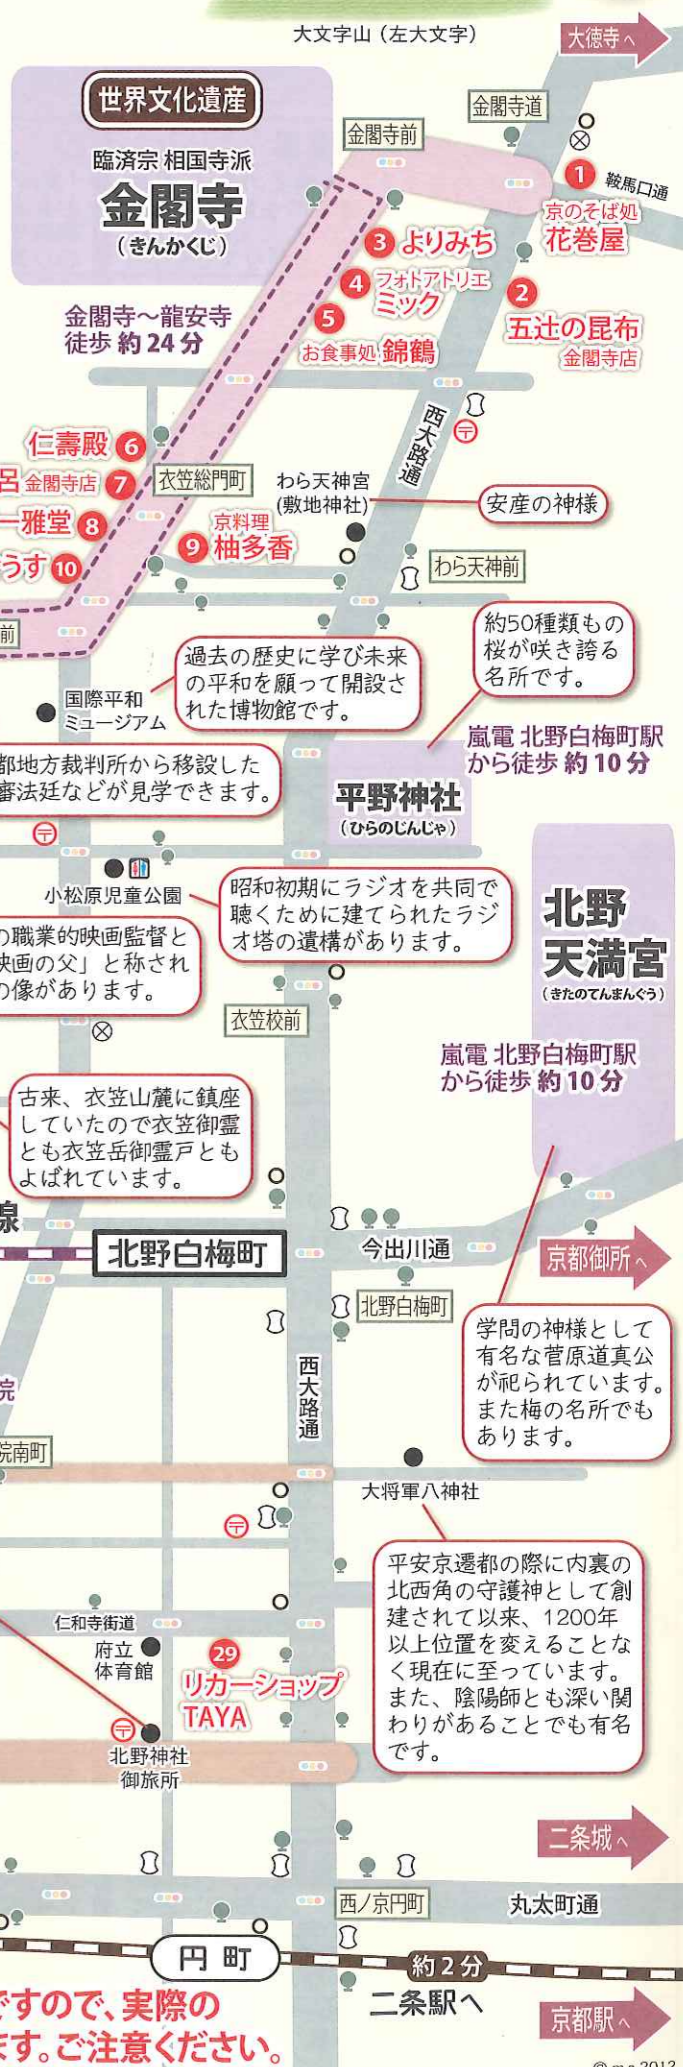 大文字山（左大文字）
大徳寺へ
世界文化遺産
臨済宗 相国寺派
金閣寺
（きんかくじ）
金閣寺道
金閣寺前
1
鞍馬口通
京のそば処
花巻屋
3 よりみち
4 フォトアトリエ
ミック
5
お食事処 錦鶴
2
五辻の昆布
金閣寺店
金閣寺～龍安寺
徒歩 約24分
西大路通
仁壽殿 6
呂 金閣寺店 7
一雅堂 8
うす 10
衣笠総門町
わら天神宮
(敷地神社)
安産の神様
京料理
9 柚多香
わら天神前
前
約50種類もの
桜が咲き誇る
名所です。
過去の歴史に学び未来
の平和を願って開設さ
れた博物館です。
国際平和
ミュージアム
嵐電 北野白梅町駅
から徒歩 約10分
都地方裁判所から移設した
審法廷などが見学できます。
平野神社
（ひらのじんじゃ）
小松原児童公園
昭和初期にラジオを共同で
聴くために建てられたラジ
オ塔の遺構があります。
北野
天満宮
（きたのてんまんぐう）
の職業的映画監督と
映画の父」と称され
の像があります。
衣笠校前
嵐電 北野白梅町駅
から徒歩 約10分
古来、衣笠山麓に鎮座
していたので衣笠御霊
とも衣笠岳御霊戸とも
よばれています。
線
北野白梅町
今出川通
京都御所へ
北野白梅町
学問の神様として
有名な菅原道真公
が祀られています。
また梅の名所でも
あります。
西大路通
院
院南町
大将軍八神社
平安京遷都の際に内裏の
北西角の守護神として創
建されて以来、1200年
以上位置を変えることな
く現在に至っています。
また、陰陽師とも深い関
わりがあることでも有名
です。
仁和寺街道
府立
体育館
29
リカーショップ
TAYA
北野神社
御旅所
二条城へ
西ノ京円町
丸太町通
円町
約2分
二条駅へ
ですので、実際の
ます。ご注意ください。
京都駅へ